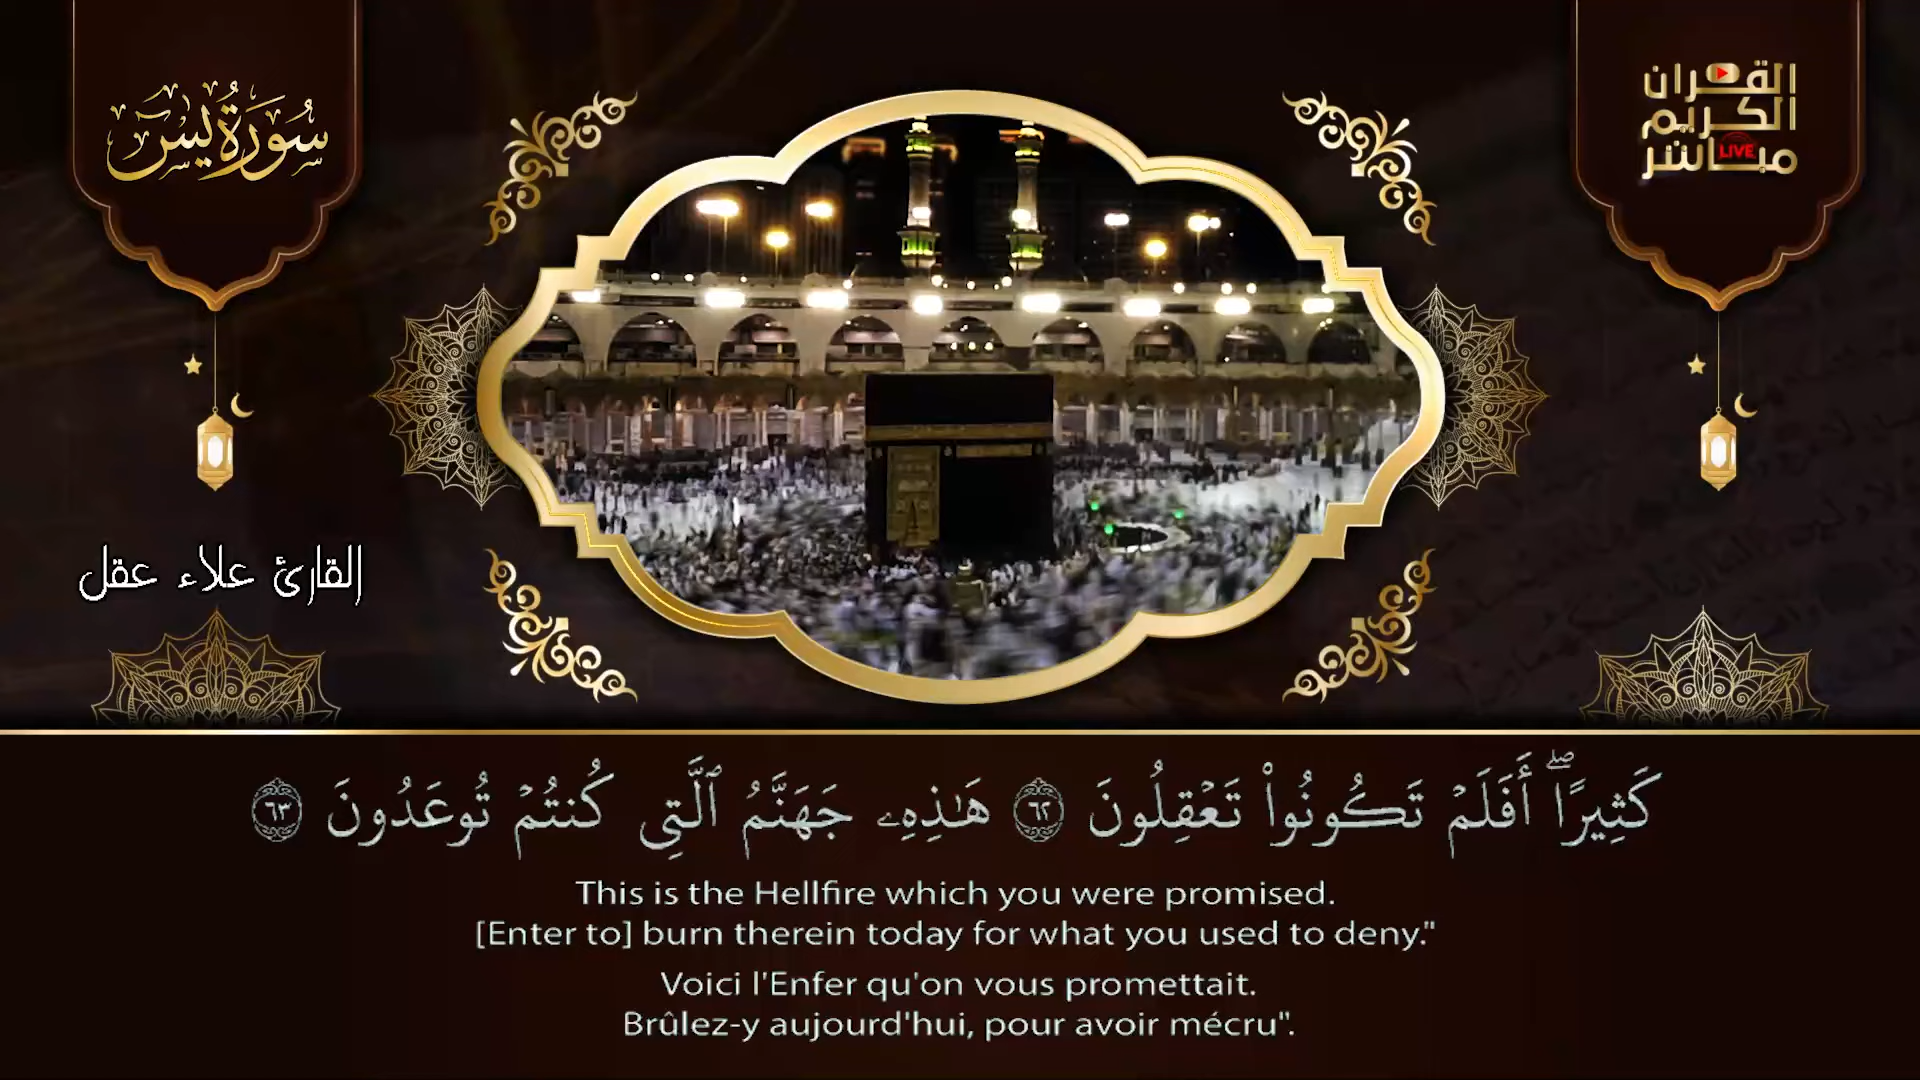 سُورَةُ يس
القرآن
الكريم
مباشر
LIVE
القارئ علاء عقل
كَثِيرًاۖ أَفَلَمْ تَكُونُوا۟ تَعْقِلُونَ ٦٢ هَـٰذِهِۦ جَهَنَّمُ ٱلَّتِى كُنتُمْ تُوعَدُونَ ٦٣
This is the Hellfire which you were promised.
[Enter to] burn therein today for what you used to deny."
Voici l'Enfer qu'on vous promettait.
Brûlez-y aujourd'hui, pour avoir mécru".